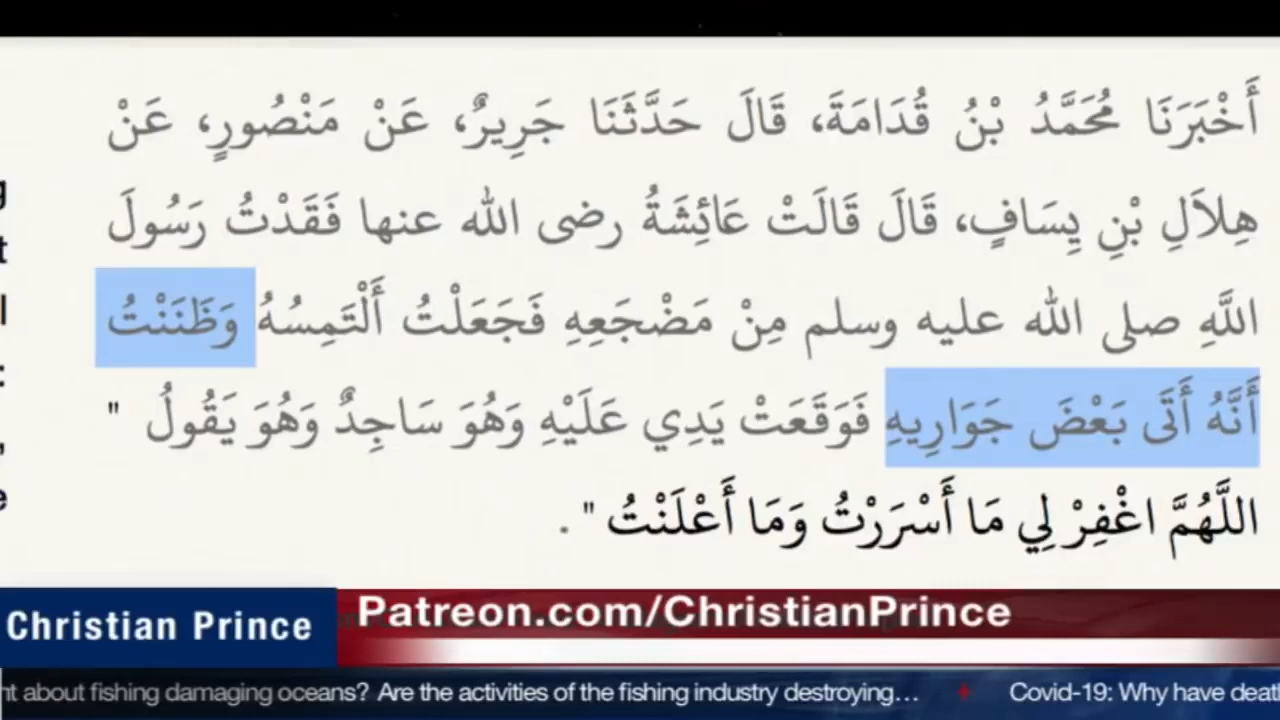 أَخْبَرَنَا مُحَمَّدُ بْنُ قُدَامَةَ، قَالَ حَدَّثَنَا جَرِيرٌ، عَنْ مَنْصُورٍ، عَنْ
هِلاَلِ بْنِ يِسَافٍ، قَالَ قَالَتْ عَائِشَةُ رضى الله عنها فَقَدْتُ رَسُولَ
اللَّهِ صلى الله عليه وسلم مِنْ مَضْجَعِهِ فَجَعَلْتُ أَلْتَمِسُهُ وَظَنَنْتُ
أَنَّهُ أَتَى بَعْضَ جَوَارِيهِ فَوَقَعَتْ يَدِي عَلَيْهِ وَهُوَ سَاجِدٌ وَهُوَ يَقُولُ "
اللَّهُمَّ اغْفِرْ لِي مَا أَسْرَرْتُ وَمَا أَعْلَنْتُ " .
Christian Prince
Patreon.com/ChristianPrince
about fishing damaging oceans? Are the activities of the fishing industry destroying... Covid-19: Why have